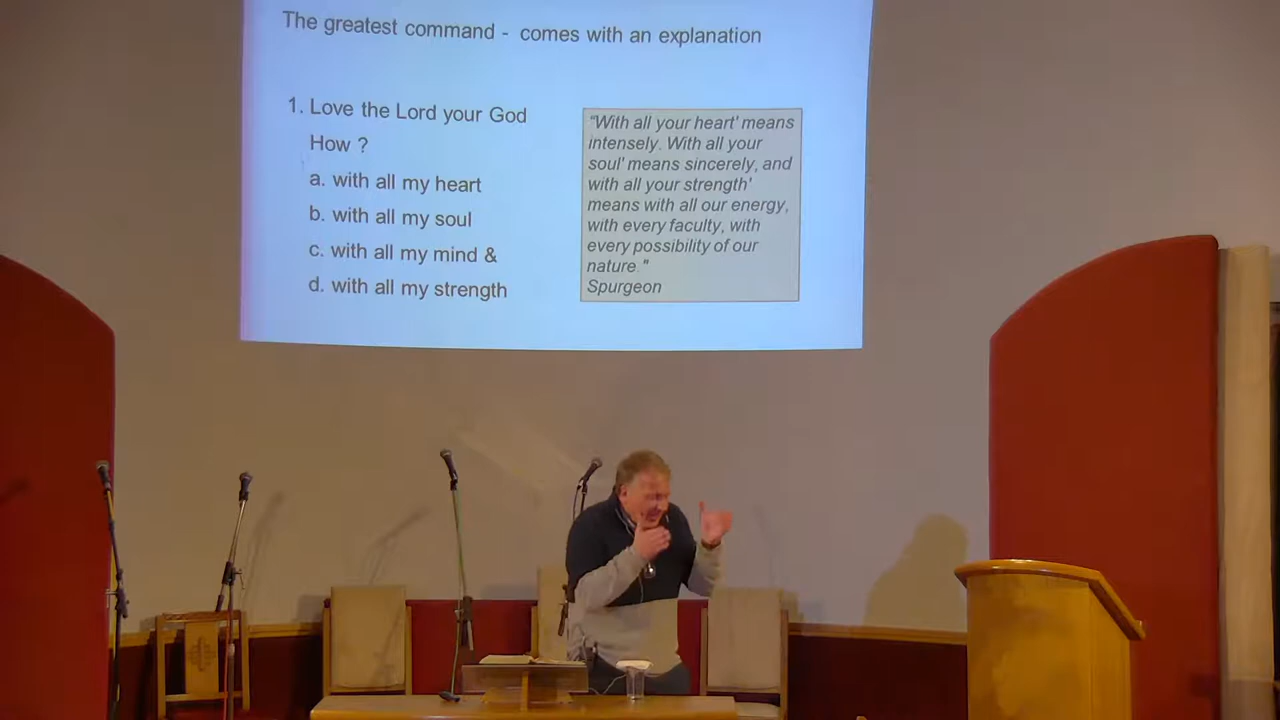 The greatest command - comes with an explanation
1. Love the Lord your God
How ?
a. with all my heart
b. with all my soul
c. with all my mind &
d. with all my strength
"With all your heart' means
intensely. With all your
soul' means sincerely, and
with all your strength'
means with all our energy,
with every faculty, with
every possibility of our
nature."
Spurgeon